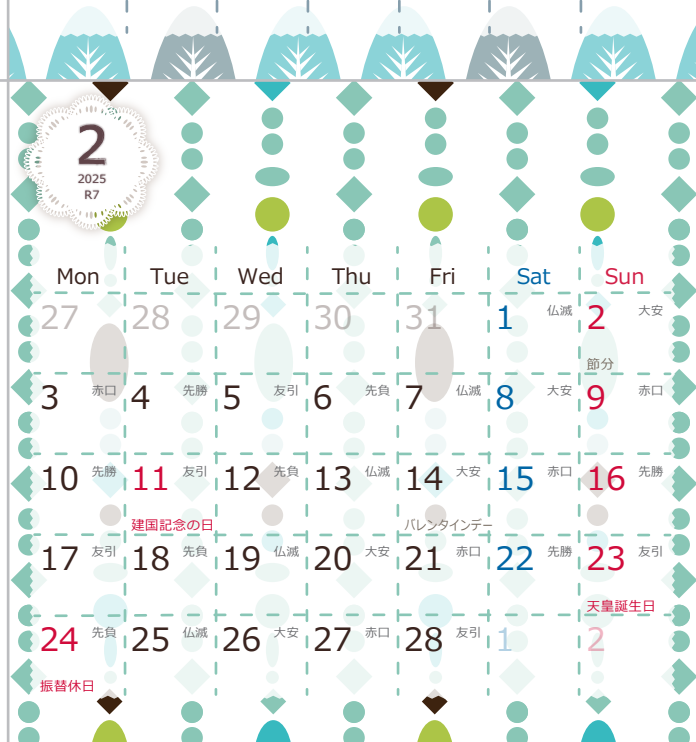 2
2025
R7
Mon Tue Wed Thu Fri Sat Sun
27 28 29 30 31 1 仏滅 2 大安
節分
3 赤口 4 先勝 5 友引 6 先負 7 仏滅 8 大安 9 赤口
10 先勝 11 友引 12 先負 13 仏滅 14 大安 15 赤口 16 先勝
建国記念の日 バレンタインデー
17 友引 18 先負 19 仏滅 20 大安 21 赤口 22 先勝 23 友引
天皇誕生日
24 先負 25 仏滅 26 大安 27 赤口 28 友引 1 2
振替休日